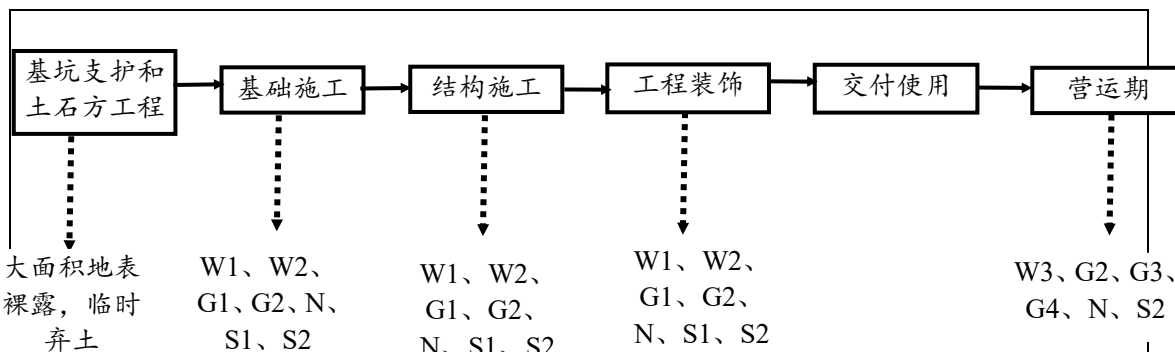 基坑支护和
土石方工程
基础施工
结构施工
工程装饰
交付使用
营运期
大面积地表
裸露，临时
弃土
W1、W2、
G1、G2、N、
S1、S2
W1、W2、
G1、G2、
N、S1、S2
W1、W2、
G1、G2、
N、S1、S2
W3、G2、G3、
G4、N、S2